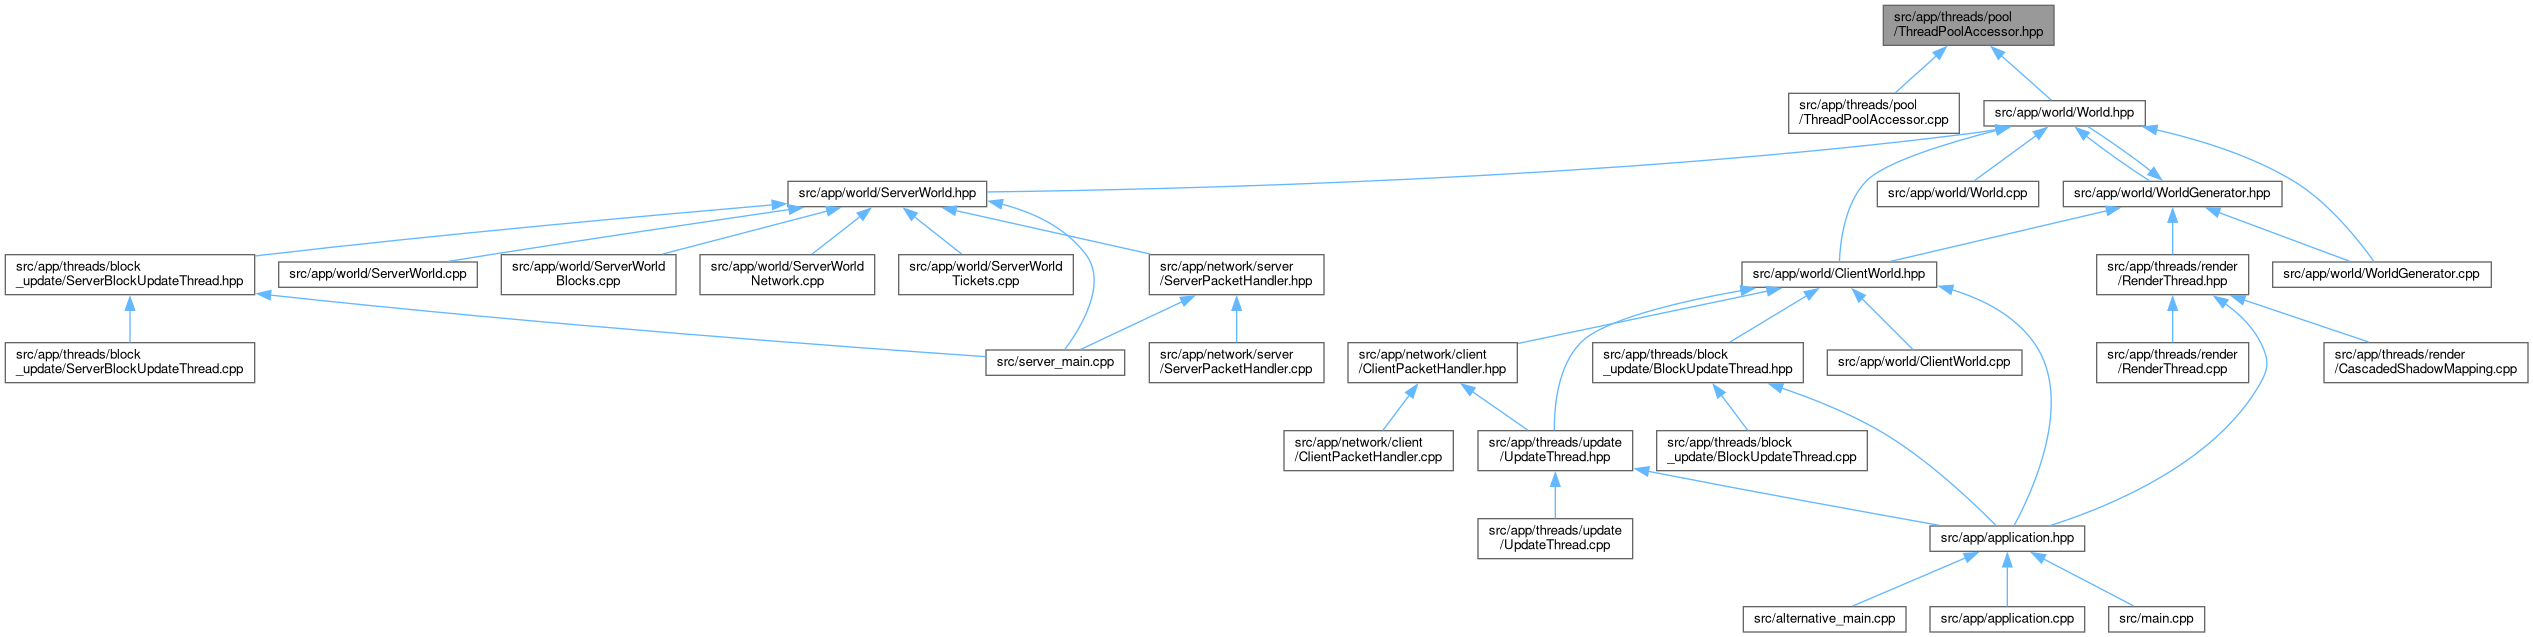 src/app/threads/pool
/ThreadPoolAccessor.hpp
src/app/threads/pool
/ThreadPoolAccessor.cpp
src/app/world/World.hpp
src/app/world/ServerWorld.hpp
src/app/world/World.cpp
src/app/world/WorldGenerator.hpp
src/app/threads/block
_update/ServerBlockUpdateThread.hpp
src/app/world/ServerWorld.cpp
src/app/world/ServerWorld
Blocks.cpp
src/app/world/ServerWorld
Network.cpp
src/app/world/ServerWorld
Tickets.cpp
src/app/network/server
/ServerPacketHandler.hpp
src/app/world/ClientWorld.hpp
src/app/threads/render
/RenderThread.hpp
src/app/world/WorldGenerator.cpp
src/app/threads/block
_update/ServerBlockUpdateThread.cpp
src/server_main.cpp
src/app/network/server
/ServerPacketHandler.cpp
src/app/network/client
/ClientPacketHandler.hpp
src/app/threads/block
_update/BlockUpdateThread.hpp
src/app/world/ClientWorld.cpp
src/app/threads/render
/RenderThread.cpp
src/app/threads/render
/CascadedShadowMapping.cpp
src/app/network/client
/ClientPacketHandler.cpp
src/app/threads/update
/UpdateThread.hpp
src/app/threads/block
_update/BlockUpdateThread.cpp
src/app/threads/update
/UpdateThread.cpp
src/app/application.hpp
src/alternative_main.cpp
src/app/application.cpp
src/main.cpp